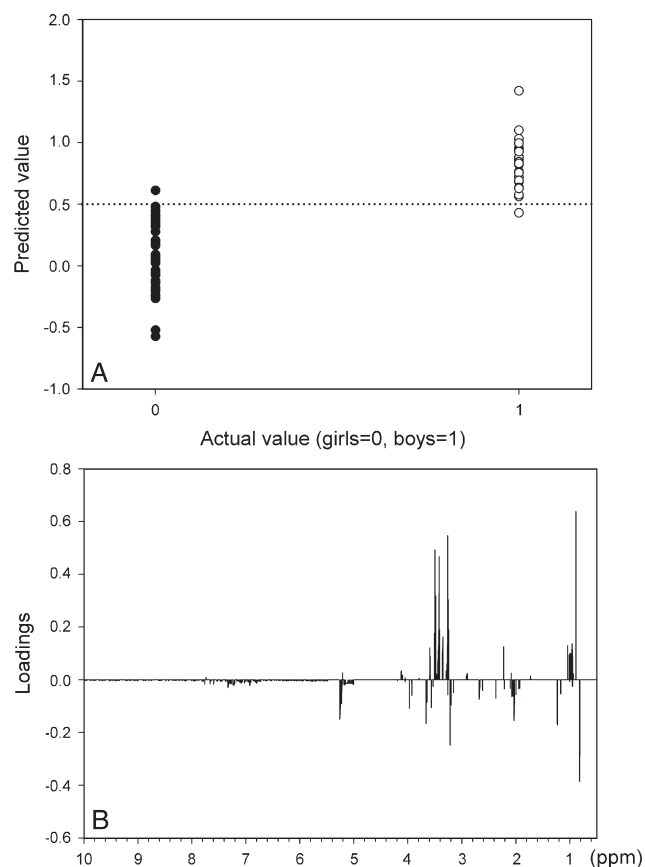 2.0
1.5
1.0
0.5
0.0
-0.5
-1.0
Predicted value
A
0 1
Actual value (girls=0, boys=1)
0.8
0.6
0.4
0.2
0.0
-0.2
-0.4
-0.6
Loadings
B
10 9 8 7 6 5 4 3 2 1 (ppm)